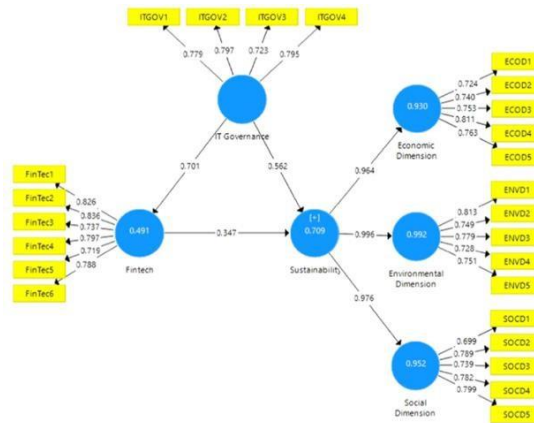 ITGOV1 ITGOV2 ITGOV3 ITGOV4
0.779 0.797 0.723 0.795
IT Governance
0.701
0.562
FinTec1
FinTec2
FinTec3
FinTec4
FinTec5
FinTec6
0.826
0.836
0.737
0.797
0.719
0.788
0.491
Fintech
0.347
[+]
0.709
Sustainability
0.964
0.996
0.976
0.930
Economic
Dimension
0.724
0.740
0.753
0.811
0.763
ECOD1
ECOD2
ECOD3
ECOD4
ECOD5
0.992
Environmental
Dimension
0.813
0.749
0.779
0.728
0.751
ENVD1
ENVD2
ENVD3
ENVD4
ENVD5
0.952
Social
Dimension
0.699
0.789
0.739
0.782
0.799
SOCD1
SOCD2
SOCD3
SOCD4
SOCD5